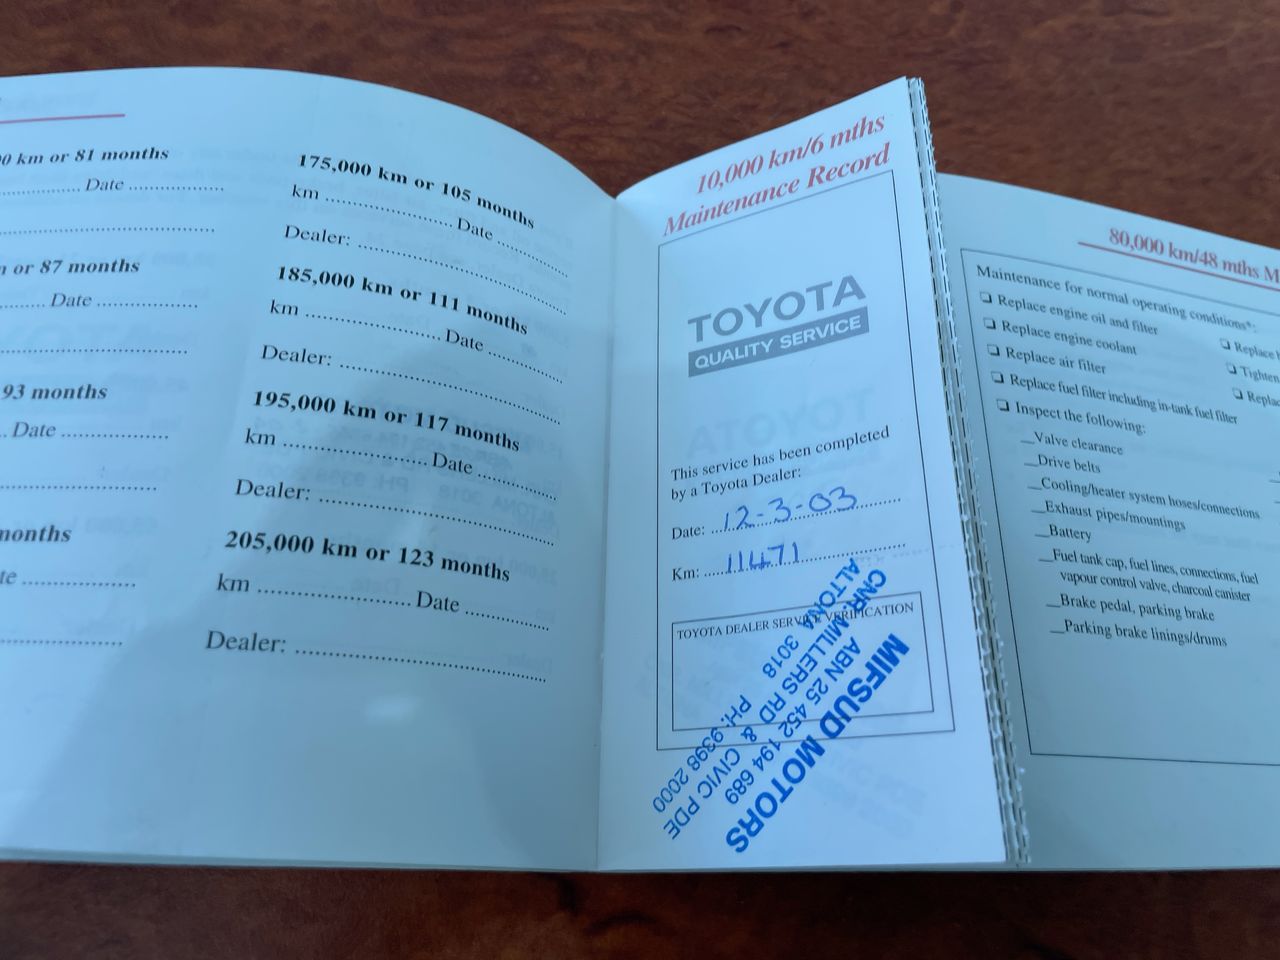 0 km or 81 months
Date
or 87 months
Date
93 months
Date
months
175,000 km or 105 months
km .................... Date ............
Dealer: ....................
185,000 km or 111 months
km .................... Date ............
Dealer: ....................
195,000 km or 117 months
km .................... Date ............
Dealer: ....................
205,000 km or 123 months
km .................... Date ............
Dealer: ....................
10,000 km/6 mths
Maintenance Record
TOYOTA
QUALITY SERVICE
This service has been completed
by a Toyota Dealer:
Date: 12-3-03
Km: 11471
TOYOTA DEALER SERVICE VERIFICATION
MIFSUD MOTORS
ABN 25 452 194 689
CNR. MILLERS RD & CIVIC PDE
ALTONA 3018 PH: 9398 2000
80,000 km/48 mths M
Maintenance for normal operating conditions*:
Replace engine oil and filter
Replace engine coolant
Replace air filter
Replace fuel filter including in-tank fuel filter
Inspect the following:
Valve clearance
Drive belts
Cooling/heater system hoses/connections
Exhaust pipes/mountings
Battery
Fuel tank cap, fuel lines, connections, fuel
vapour control valve, charcoal canister
Brake pedal, parking brake
Parking brake linings/drums
Replace
Tighten